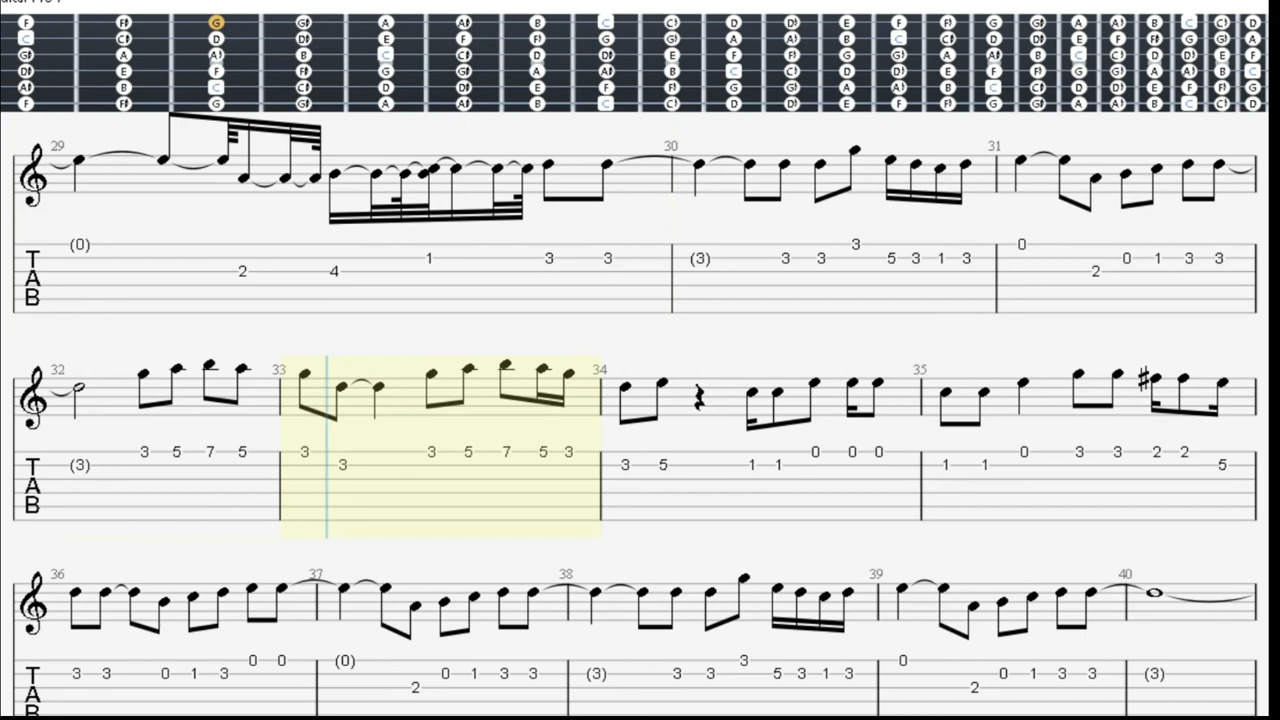 F F♯ G G♯ A A♯ B C C♯ D D♯ E F F♯ G G♯ A A♯ B C C♯ D
C C♯ D D♯ E F F♯ G G♯ A A♯ B C C♯ D D♯ E F F♯ G G♯ A
G♯ A A♯ B C C♯ D D♯ E F F♯ G G♯ A A♯ B C C♯ D D♯ E F
D♯ E F F♯ G G♯ A A♯ B C C♯ D D♯ E F F♯ G G♯ A A♯ B C
A♯ B C C♯ D D♯ E F F♯ G G♯ A A♯ B C C♯ D D♯ E F F♯ G
F F♯ G G♯ A A♯ B C C♯ D D♯ E F F♯ G G♯ A A♯ B C C♯ D
29 30 31
(0) 3 0
T 1 3 3 (3) 3 3 5 3 1 3 0 1 3 3
A 2 4 2
B
32 33 34 35
3 5 7 5 3 3 5 7 5 3 0 0 0 0 3 3 2 2
T (3) 3 3 5 1 1 1 1 5
A
B
36 37 38 39 40
0 0 (0) 3 0
T 3 3 0 1 3 0 1 3 3 (3) 3 3 5 3 1 3 0 1 3 3 (3)
A 2 2